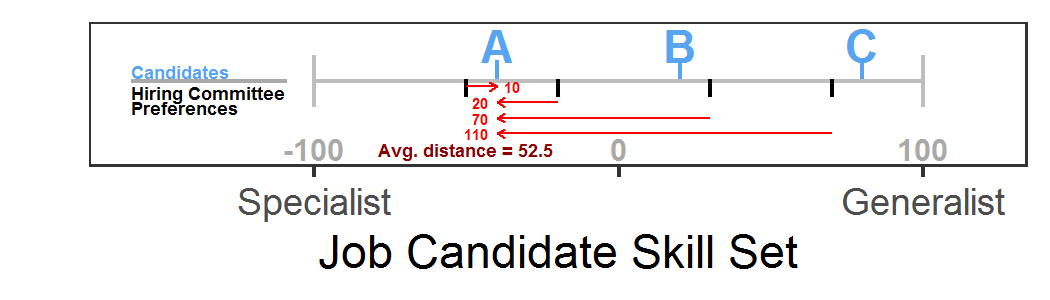 A B C
Candidates
Hiring Committee
Preferences
10
20
70
110
Avg. distance = 52.5
-100 0 100
Specialist Generalist
Job Candidate Skill Set